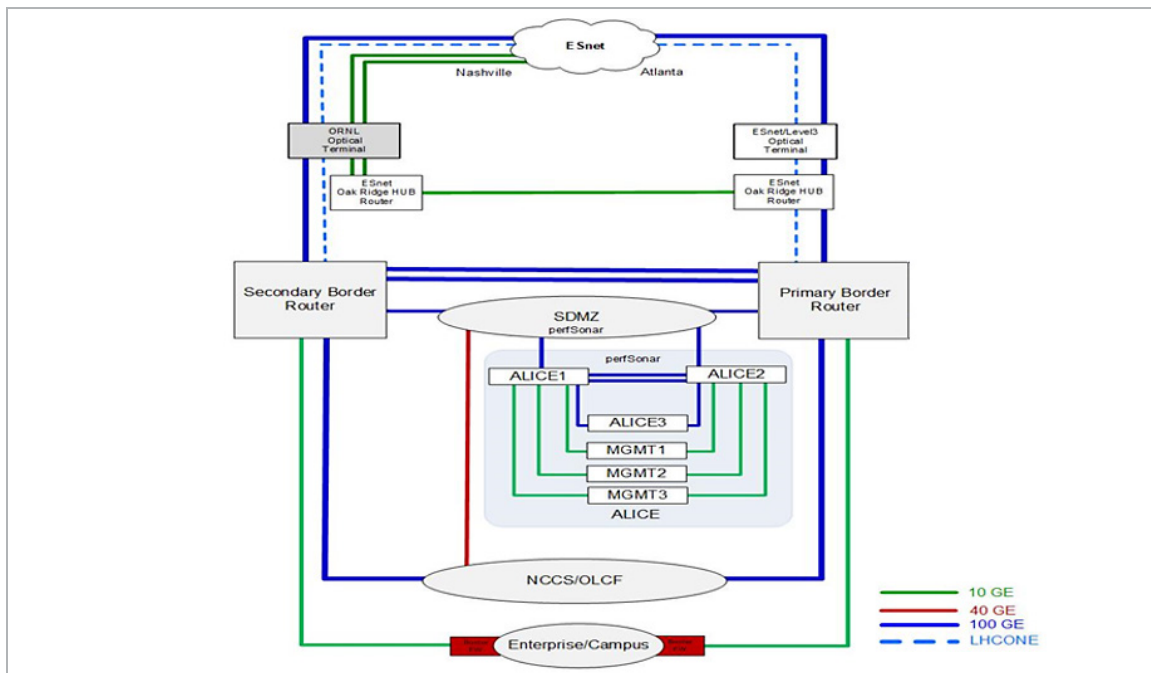 ESnet
Nashville
Atlanta
ORNL
Optical
Terminal
ESnet/Level3
Optical
Terminal
ESnet
Oak Ridge HUB
Router
ESnet
Oak Ridge HUB
Router
Secondary Border
Router
Primary Border
Router
SDMZ
perfSonar
perfSonar
ALICE1
ALICE2
ALICE3
MGMT1
MGMT2
MGMT3
ALICE
NCCS/OLCF
Enterprise/Campus
10 GE
40 GE
100 GE
LHCONE